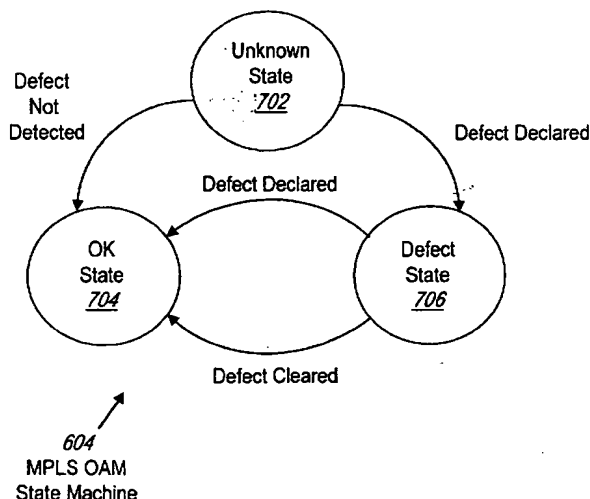 Unknown
State
702
Defect
Not
Detected
Defect Declared
Defect Declared
OK
State
704
Defect
State
706
Defect Cleared
604
MPLS OAM
State Machine